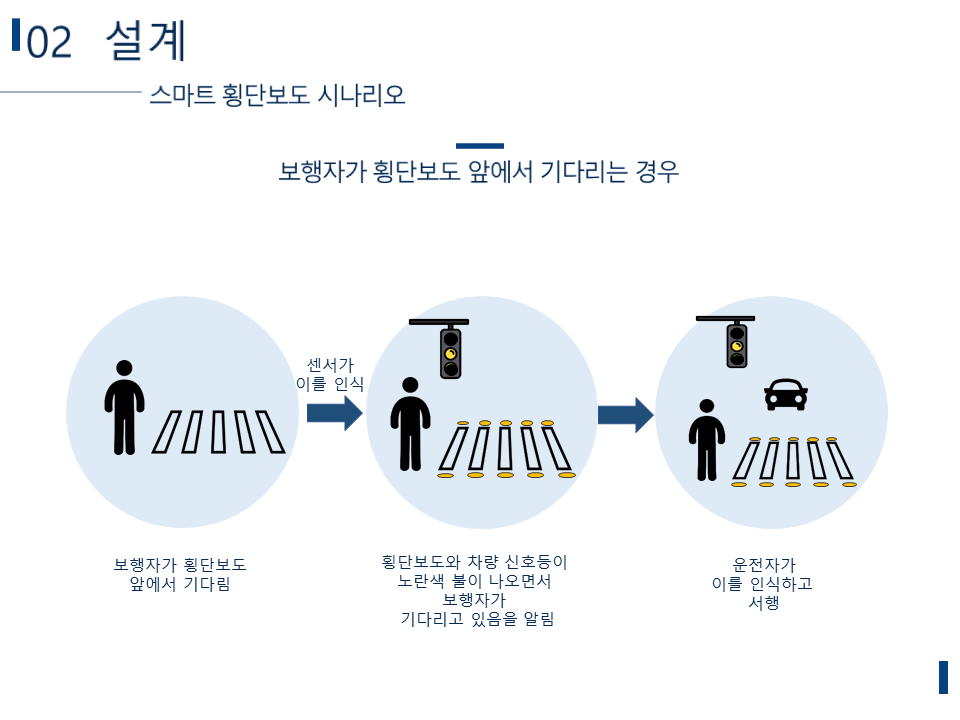 02 설계
스마트 횡단보도 시나리오
보행자가 횡단보도 앞에서 기다리는 경우
센서가
이를 인식
보행자가 횡단보도
앞에서 기다림
횡단보도와 차량 신호등이
노란색 불이 나오면서
보행자가
기다리고 있음을 알림
운전자가
이를 인식하고
서행